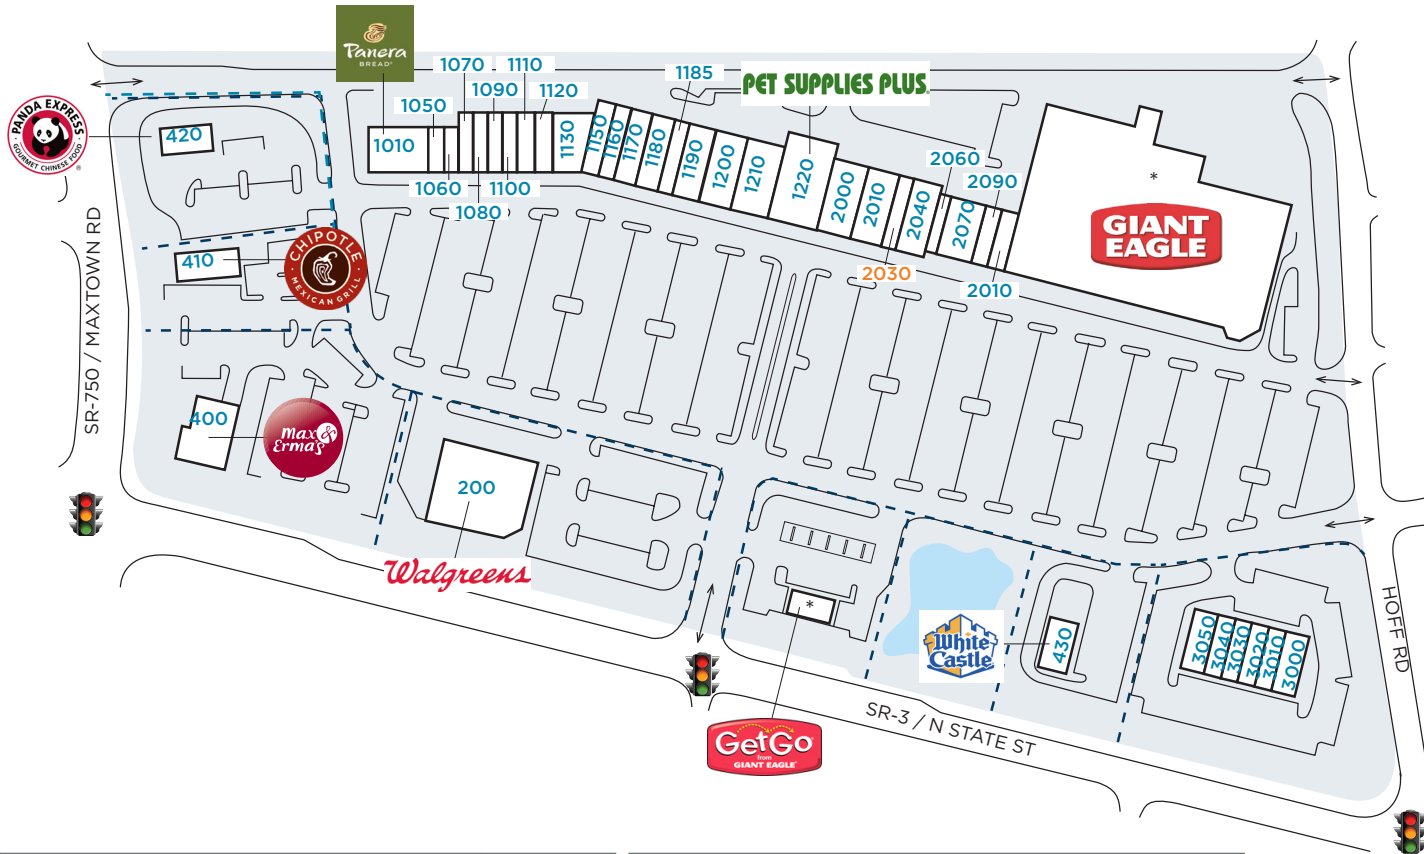 Panera
BREAD®
1070
1110
1185
PET SUPPLIES PLUS.
1090
1120
1050
PANDA EXPRESS
GOURMET CHINESE FOOD
®
420
1010
1130
1150
1160
1170
1180
1190
1200
1210
1220
2000
2010
2040
2060
2070
2090
*
GIANT
EAGLE
1060
1100
1080
2030
2010
SR-750 / MAXTOWN RD
410
CHIPOTLE
MEXICAN GRILL
400
Max &
Erma's
200
Walgreens
*
White
Castle
430
3050
3040
3030
3020
3010
3000
HOFF RD
SR-3 / N STATE ST
GetGo
from
GIANT EAGLE